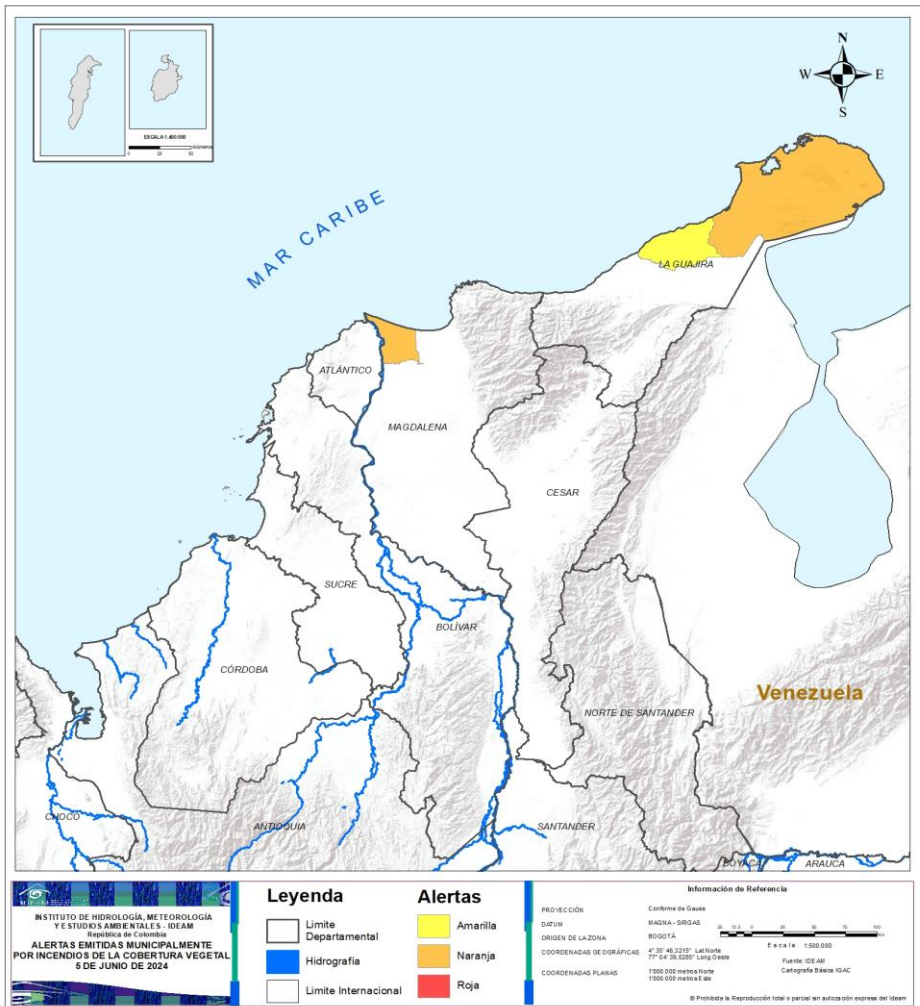 ESCALA 1:400.000
N
W
E
S
MAR CARIBE
LA GUAJIRA
ATLÁNTICO
MAGDALENA
CESAR
SUCRE
BOLÍVAR
CÓRDOBA
NORTE DE SANTANDER
Venezuela
CHOCO
ANTIOQUIA
SANTANDER
BOYACA
ARAUCA
IDEAM
INSTITUTO DE HIDROLOGÍA, METEOROLOGÍA
Y ESTUDIOS AMBIENTALES - IDEAM
República de Colombia
ALERTAS EMITIDAS MUNICIPALMENTE
POR INCENDIOS DE LA COBERTURA VEGETAL
5 DE JUNIO DE 2024
Leyenda
Limite
Departamental
Hidrografía
Limite Internacional
Alertas
Amarilla
Naranja
Roja
Información de Referencia
PROYECCIÓN Conforme de Gauss
DATUM MAGNA - SIRGAS
ORIGEN DE LA ZONA BOGOTÁ
COORDENADAS GEOGRÁFICAS 4° 35' 46,3215" Lat.Norte
77° 04' 39,0285" Long.Oeste
COORDENADAS PLANAS 1'000.000 metros Norte
1'000.000 metros Este
Escala 1:500.000
Fuente: IDEAM
Cartografía Básica IGAC
® Prohibida la Reproducción total o parcial sin autorización expresa del Ideam